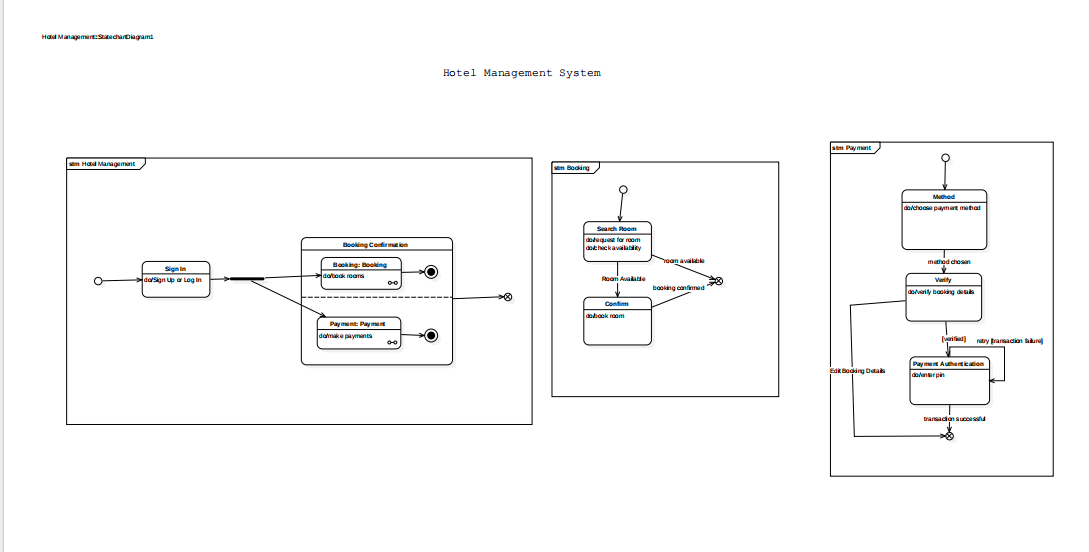 Hotel Management::StatechartDiagram1
Hotel Management System
stm Hotel Management
Sign In
do/Sign Up or Log In
Booking Confirmation
Booking: Booking
do/book rooms
Payment: Payment
do/make payments
stm Booking
Search Room
do/request for room
do/check availability
room available
Room Available
booking confirmed
Confirm
do/book room
stm Payment
Method
do/choose payment method
method chosen
Verify
do/verify booking details
[verified]
retry [transaction failure]
Payment Authentication
do/enter pin
Edit Booking Details
transaction successful